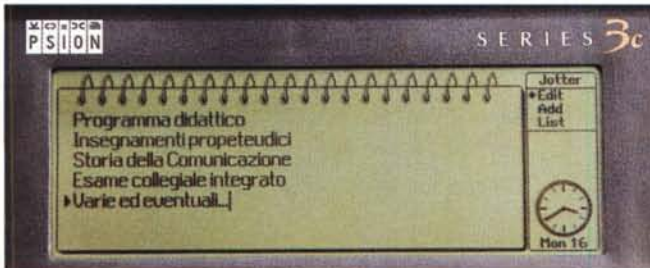 PSION
SERIES 3c
Programma didattico
Insegnamenti propeteudici
Storia della Comunicazione
Esame collegiale integrato
Varie ed eventuali...
Jotter
Edit
Add
List
Mon 16